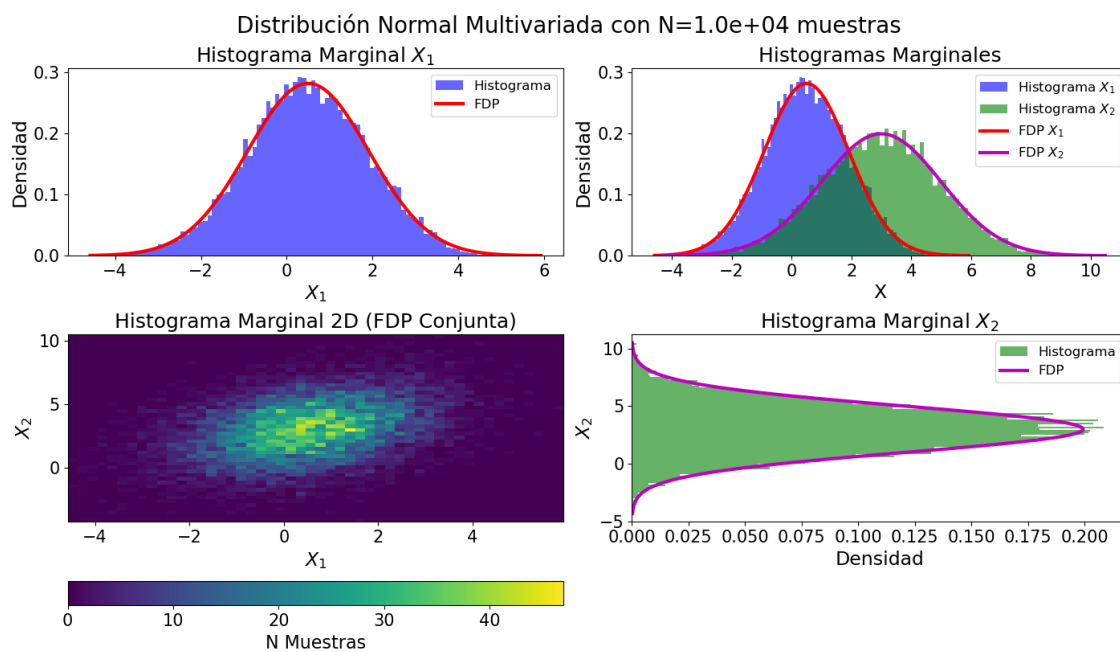 Distribución Normal Multivariada con N=1.0e+04 muestras
Histograma Marginal X₁
Densidad
0.3
0.2
0.1
0.0
Histograma
FDP
−4 −2 0 2 4 6
X₁
Histogramas Marginales
Densidad
0.3
0.2
0.1
0.0
Histograma X₁
Histograma X₂
FDP X₁
FDP X₂
−4 −2 0 2 4 6 8 10
X
Histograma Marginal 2D (FDP Conjunta)
X₂
10
5
0
−4 −2 0 2 4
X₁
0 10 20 30 40
N Muestras
Histograma Marginal X₂
X₂
10
5
0
−5
Histograma
FDP
0.000 0.025 0.050 0.075 0.100 0.125 0.150 0.175 0.200
Densidad